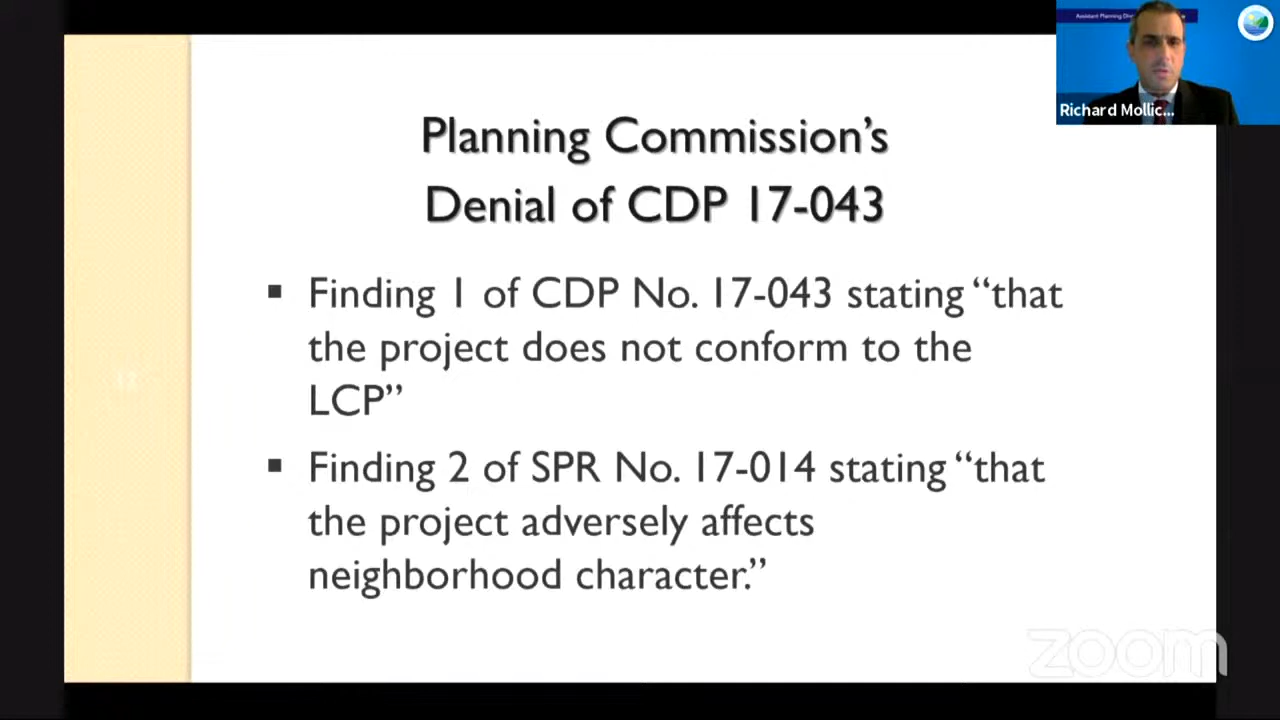 Assistant Planning
Richard Mollic...
Planning Commission’s
Denial of CDP 17-043
▪ Finding 1 of CDP No. 17-043 stating “that
the project does not conform to the
LCP”
▪ Finding 2 of SPR No. 17-014 stating “that
the project adversely affects
neighborhood character.”
zoom